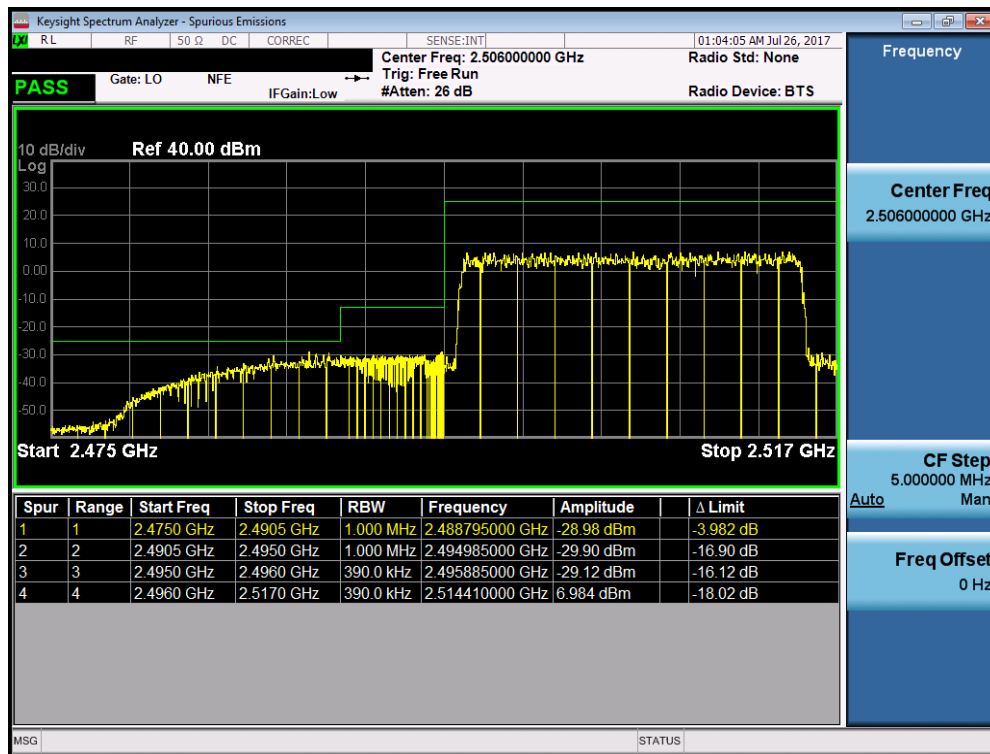 Keysight Spectrum Analyzer - Spurious Emissions
LXI RL RF 50 Ω DC CORREC SENSE:INT 01:04:05 AM Jul 26, 2017
Center Freq: 2.506000000 GHz Radio Std: None
PASS Gate: LO NFE Trig: Free Run
IFGain:Low #Atten: 26 dB Radio Device: BTS
10 dB/div Ref 40.00 dBm
Log
30.0
20.0
10.0
0.00
-10.0
-20.0
-30.0
-40.0
-50.0
Start 2.475 GHz Stop 2.517 GHz
Spur Range Start Freq Stop Freq RBW Frequency Amplitude Δ Limit
1 1 2.4750 GHz 2.4905 GHz 1.000 MHz 2.488795000 GHz -28.98 dBm -3.982 dB
2 2 2.4905 GHz 2.4950 GHz 1.000 MHz 2.494985000 GHz -29.90 dBm -16.90 dB
3 3 2.4950 GHz 2.4960 GHz 390.0 kHz 2.495885000 GHz -29.12 dBm -16.12 dB
4 4 2.4960 GHz 2.5170 GHz 390.0 kHz 2.514410000 GHz 6.984 dBm -18.02 dB
Frequency
Center Freq
2.506000000 GHz
CF Step
5.000000 MHz
Auto Man
Freq Offset
0 Hz
MSG STATUS